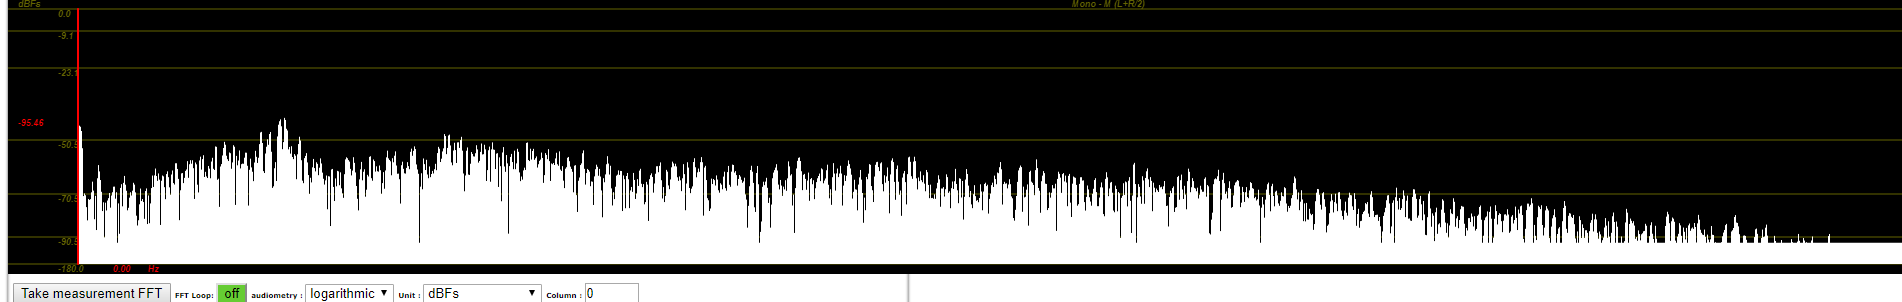 dBFs
Mono - M (L+R/2)
0.0
-9.1
-23.1
-95.46
-50.5
-70.5
-90.5
-180.0 0.00 Hz
Take measurement FFT FFT Loop: off audiometry : logarithmic Unit : dBFs Column : 0